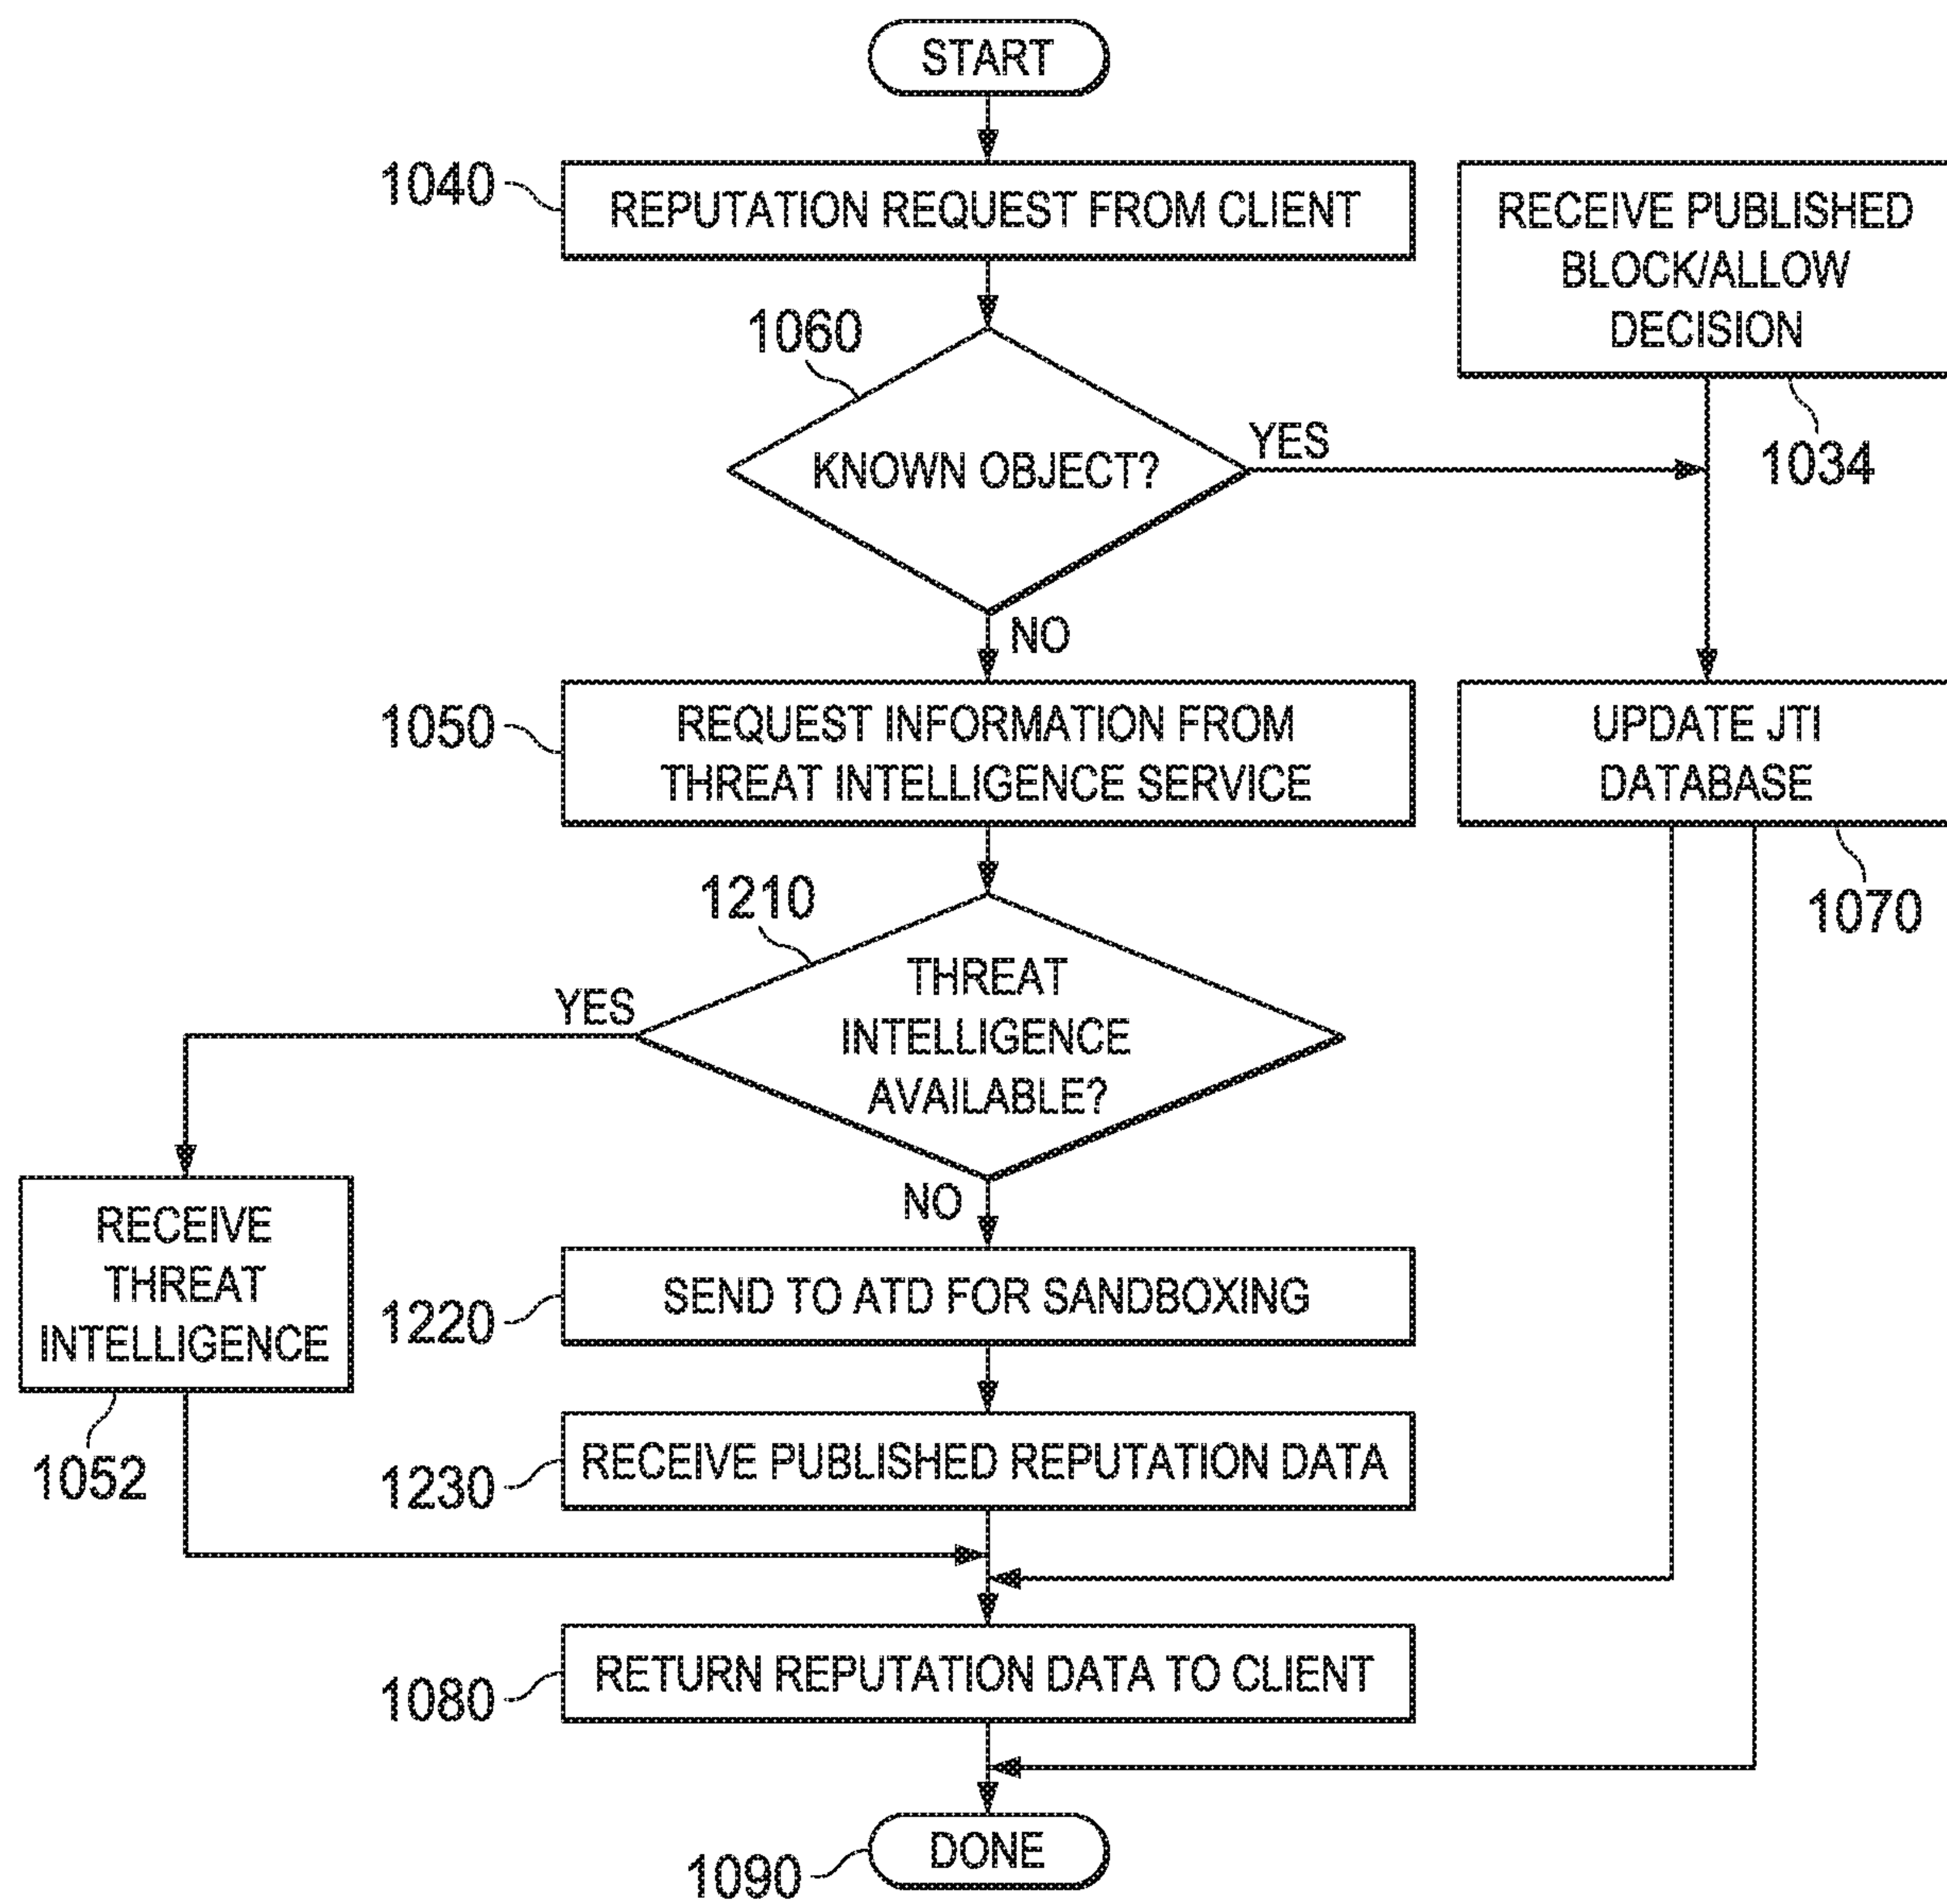 START
1040
REPUTATION REQUEST FROM CLIENT
RECEIVE PUBLISHED
BLOCK/ALLOW
DECISION
1034
1060
KNOWN OBJECT?
YES
NO
1050
REQUEST INFORMATION FROM
THREAT INTELLIGENCE SERVICE
UPDATE JTI
DATABASE
1070
1210
THREAT
INTELLIGENCE
AVAILABLE?
YES
NO
RECEIVE
THREAT
INTELLIGENCE
1052
1220
SEND TO ATD FOR SANDBOXING
1230
RECEIVE PUBLISHED REPUTATION DATA
1080
RETURN REPUTATION DATA TO CLIENT
DONE
1090